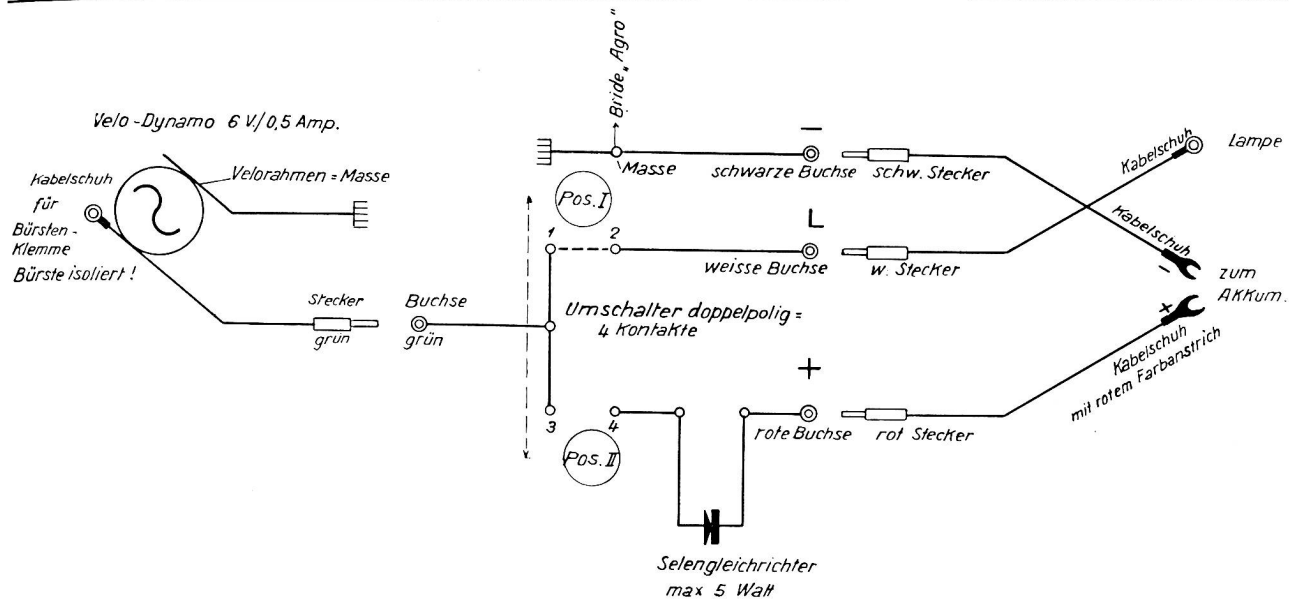 Velo-Dynamo 6 V./0,5 Amp.
Kabelschuh
für
Bürsten-
Klemme
Bürste isoliert!
Velorahmen = Masse
Stecker
grün
Buchse
grün
Bride „Agro"
Masse
Pos. I
1
2
Umschalter doppelpolig =
4 Kontakte
3
4
Pos. II
–
schwarze Buchse
schw. Stecker
L
weisse Buchse
w. Stecker
+
rote Buchse
rot Stecker
Selengleichrichter
max 5 Watt
Kabelschuh
Lampe
Kabelschuh
–
zum
Akkum.
+
Kabelschuh
mit rotem Farbanstrich